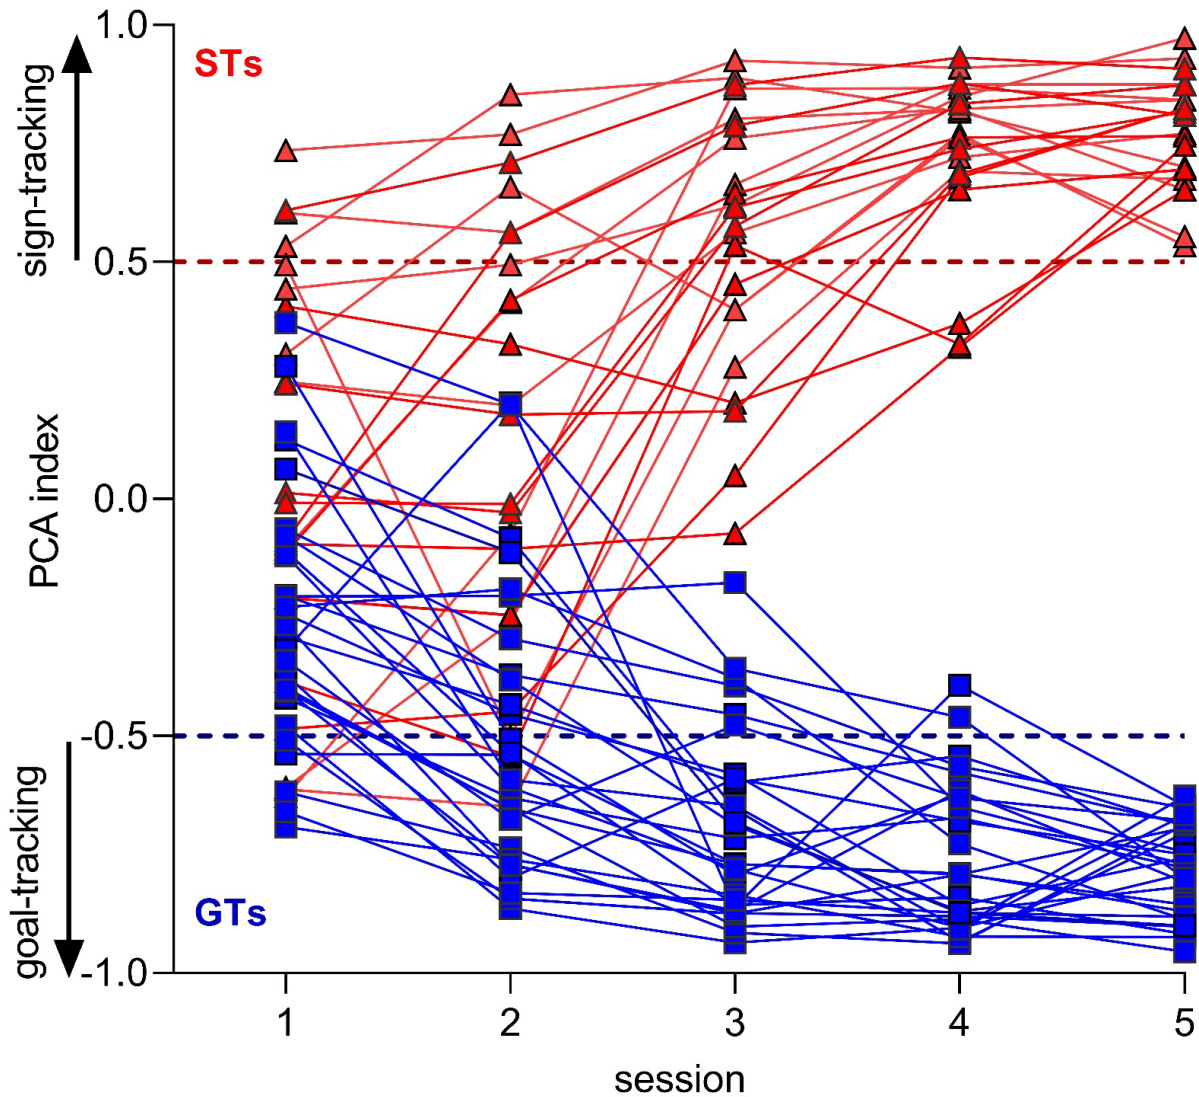 1.0
STs
sign-tracking
0.5
PCA index
0.0
-0.5
goal-tracking
GTs
-1.0
1 2 3 4 5
session